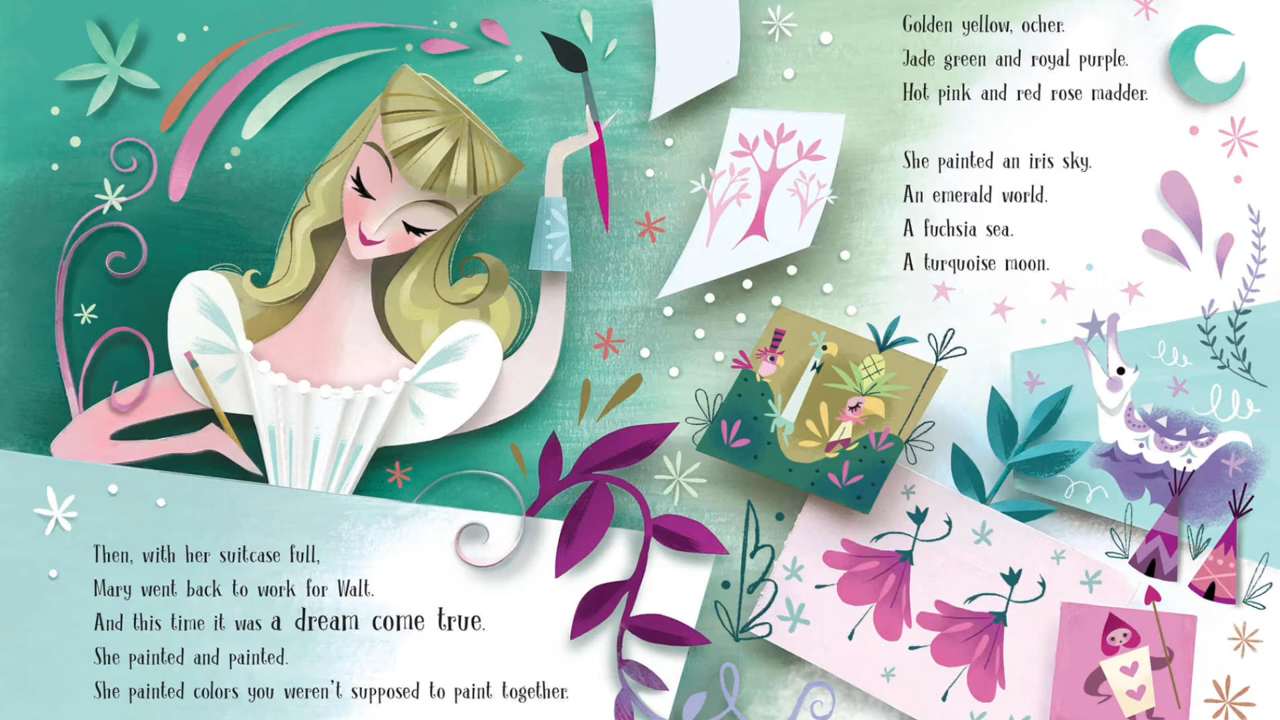 Then, with her suitcase full,
Mary went back to work for Walt.
And this time it was a dream come true.
She painted and painted.
She painted colors you weren't supposed to paint together.
Golden yellow, ocher.
Jade green and royal purple.
Hot pink and red rose madder.
She painted an iris sky.
An emerald world.
A fuchsia sea.
A turquoise moon.